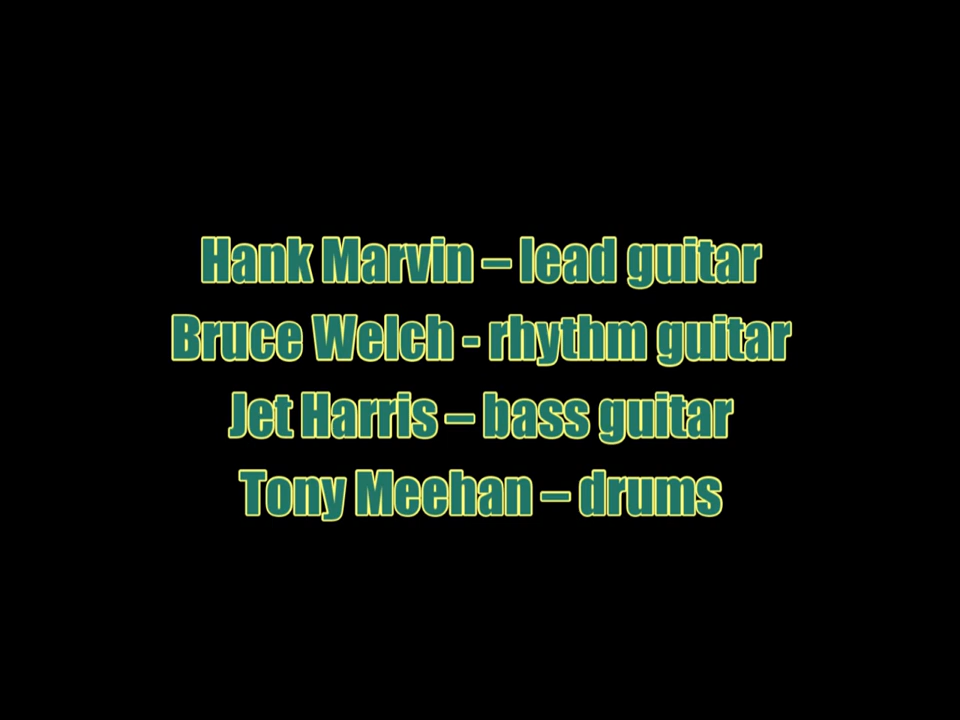 Hank Marvin – lead guitar
Bruce Welch - rhythm guitar
Jet Harris – bass guitar
Tony Meehan – drums